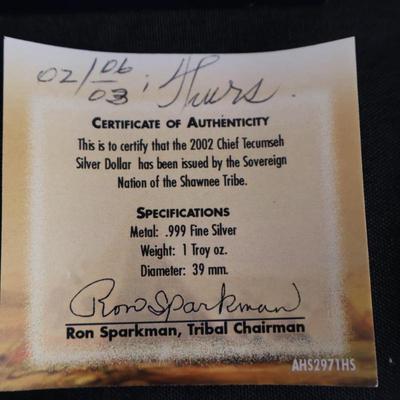 02/06/03; Thurs.
CERTIFICATE OF AUTHENTICITY
This is to certify that the 2002 Chief Tecumseh
Silver Dollar has been issued by the Sovereign
Nation of the Shawnee Tribe.
SPECIFICATIONS
Metal: .999 Fine Silver
Weight: 1 Troy oz.
Diameter: 39 mm.
Ron Sparkman
Ron Sparkman, Tribal Chairman
AHS2971HS